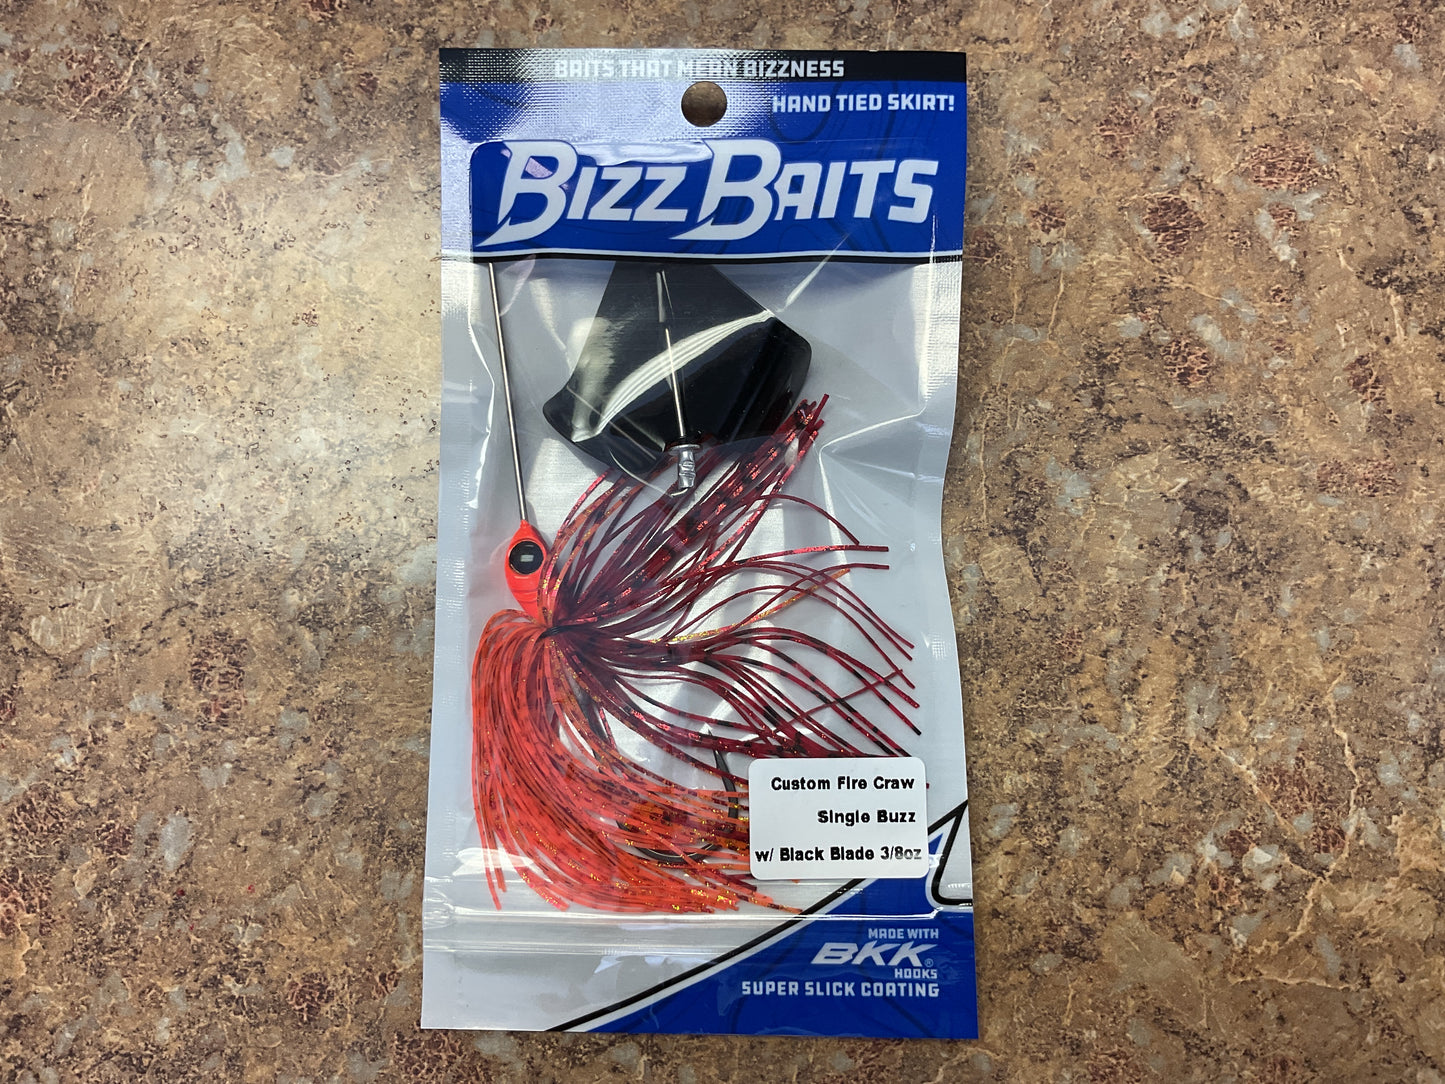 BAITS THAT MEAN BIZZNESS
HAND TIED SKIRT!
BIZZ BAITS
Custom Fire Craw
Single Buzz
w/ Black Blade 3/8oz
MADE WITH
BKK®
HOOKS
SUPER SLICK COATING